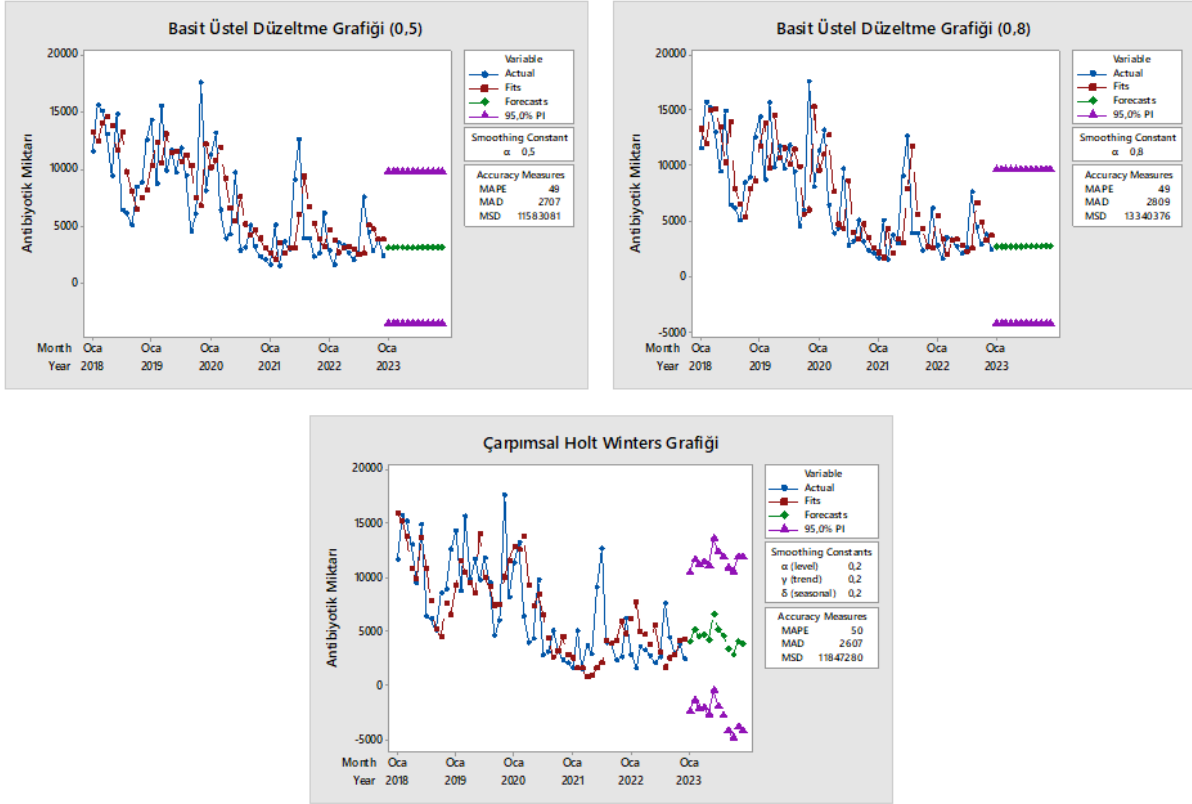 Basit Üstel Düzeltme Grafiği (0,5)
20000
15000
10000
5000
0
Antibiyotik Miktarı
Month Oca Oca Oca Oca Oca Oca
Year 2018 2019 2020 2021 2022 2023
Variable
Actual
Fits
Forecasts
95,0% PI
Smoothing Constant
α 0,5
Accuracy Measures
MAPE 49
MAD 2707
MSD 11583081
Basit Üstel Düzeltme Grafiği (0,8)
20000
15000
10000
5000
0
-5000
Antibiyotik Miktarı
Month Oca Oca Oca Oca Oca Oca
Year 2018 2019 2020 2021 2022 2023
Variable
Actual
Fits
Forecasts
95,0% PI
Smoothing Constant
α 0,8
Accuracy Measures
MAPE 49
MAD 2809
MSD 13340376
Çarpımsal Holt Winters Grafiği
20000
15000
10000
5000
0
-5000
Antibiyotik Miktarı
Month Oca Oca Oca Oca Oca Oca
Year 2018 2019 2020 2021 2022 2023
Variable
Actual
Fits
Forecasts
95,0% PI
Smoothing Constants
α (level) 0,2
γ (trend) 0,2
δ (seasonal) 0,2
Accuracy Measures
MAPE 50
MAD 2607
MSD 11847280